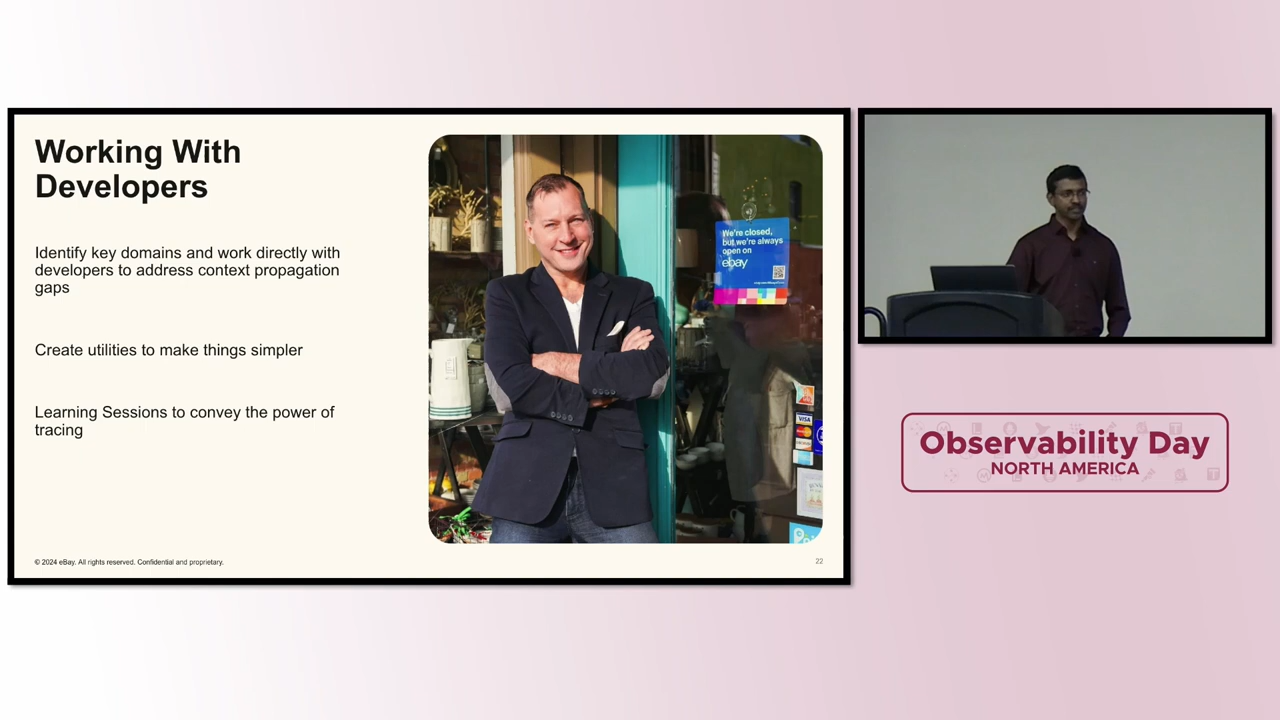 Working With
Developers
Identify key domains and work directly with
developers to address context propagation
gaps
Create utilities to make things simpler
Learning Sessions to convey the power of
tracing
We're closed,
but we're always
open on
ebay
VISA
© 2024 eBay. All rights reserved. Confidential and proprietary.
22
Observability Day
NORTH AMERICA